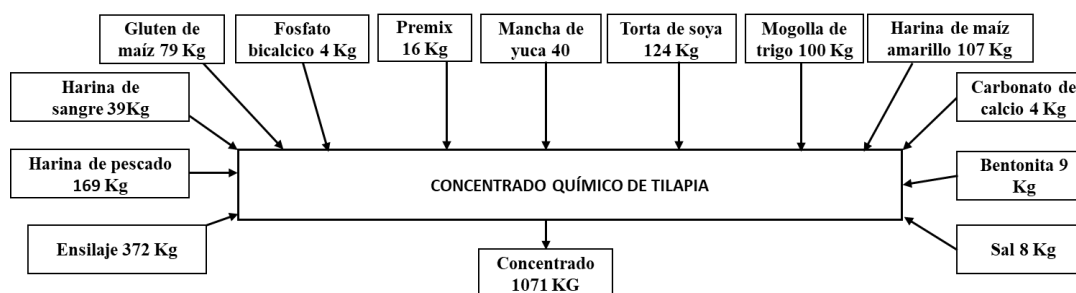 Gluten de
maíz 79 Kg
Fosfato
bicalcico 4 Kg
Premix
16 Kg
Mancha de
yuca 40
Torta de soya
124 Kg
Mogolla de
trigo 100 Kg
Harina de maíz
amarillo 107 Kg
Harina de
sangre 39Kg
Carbonato de
calcio 4 Kg
Harina de pescado
169 Kg
CONCENTRADO QUÍMICO DE TILAPIA
Bentonita 9
Kg
Ensilaje 372 Kg
Sal 8 Kg
Concentrado
1071 KG